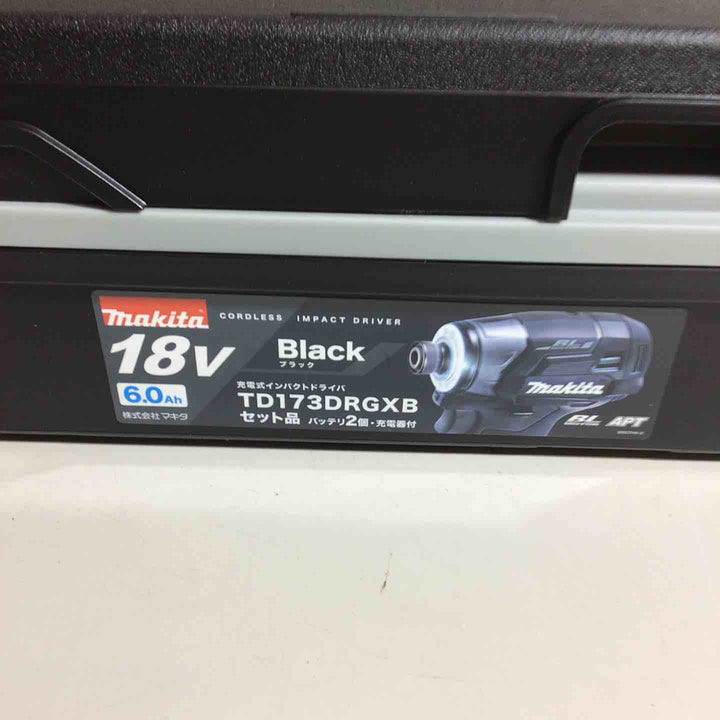 makita CORDLESS IMPACT DRIVER
18V Black
ブラック
6.0Ah 充電式インパクトドライバ
TD173DRGXB
株式会社マキタ セット品 バッテリ2個・充電器付
BL
makita
BL
APT